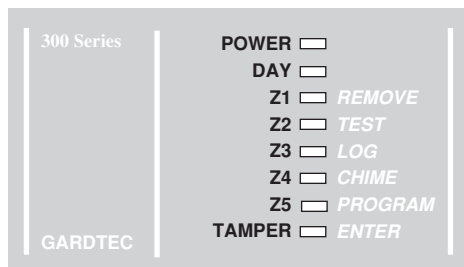 300 Series
POWER
DAY
Z1 REMOVE
Z2 TEST
Z3 LOG
Z4 CHIME
Z5 PROGRAM
TAMPER ENTER
GARDTEC